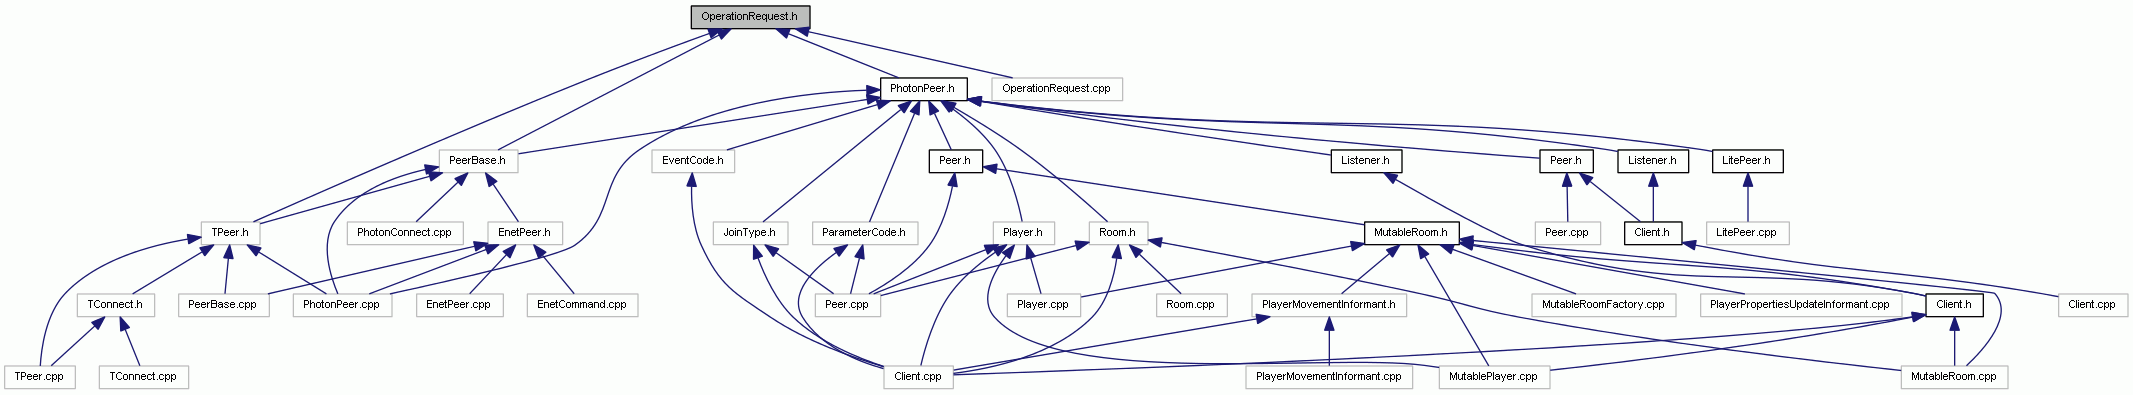 OperationRequest.h
PhotonPeer.h
OperationRequest.cpp
PeerBase.h
EventCode.h
Peer.h
Listener.h
Peer.h
Listener.h
LitePeer.h
TPeer.h
PhotonConnect.cpp
EnetPeer.h
JoinType.h
ParameterCode.h
Player.h
Room.h
MutableRoom.h
Peer.cpp
Client.h
LitePeer.cpp
TConnect.h
PeerBase.cpp
PhotonPeer.cpp
EnetPeer.cpp
EnetCommand.cpp
Peer.cpp
Player.cpp
Room.cpp
PlayerMovementInformant.h
MutableRoomFactory.cpp
PlayerPropertiesUpdateInformant.cpp
Client.h
Client.cpp
TPeer.cpp
TConnect.cpp
Client.cpp
PlayerMovementInformant.cpp
MutablePlayer.cpp
MutableRoom.cpp